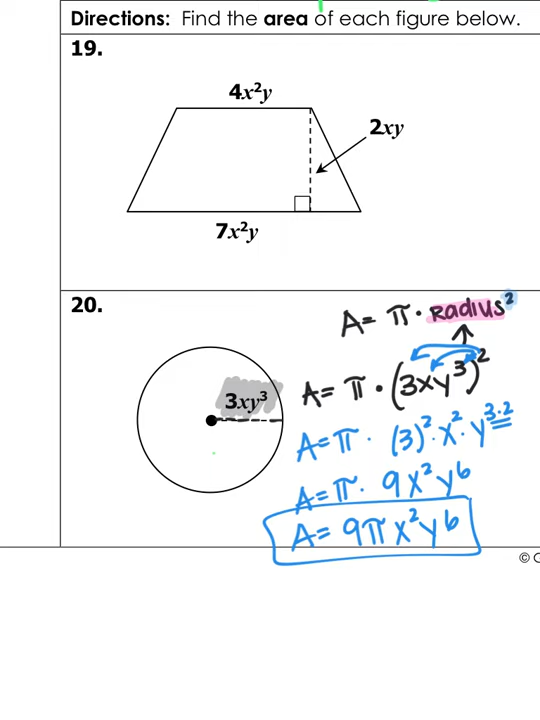 Directions: Find the area of each figure below.
19.
4x²y
2xy
7x²y
20.
A = π · Radius²
3xy³
A = π · (3xy³)²
A = π · (3)² · x² · y³·²
A = π · 9x²y⁶
A = 9πx²y⁶
©